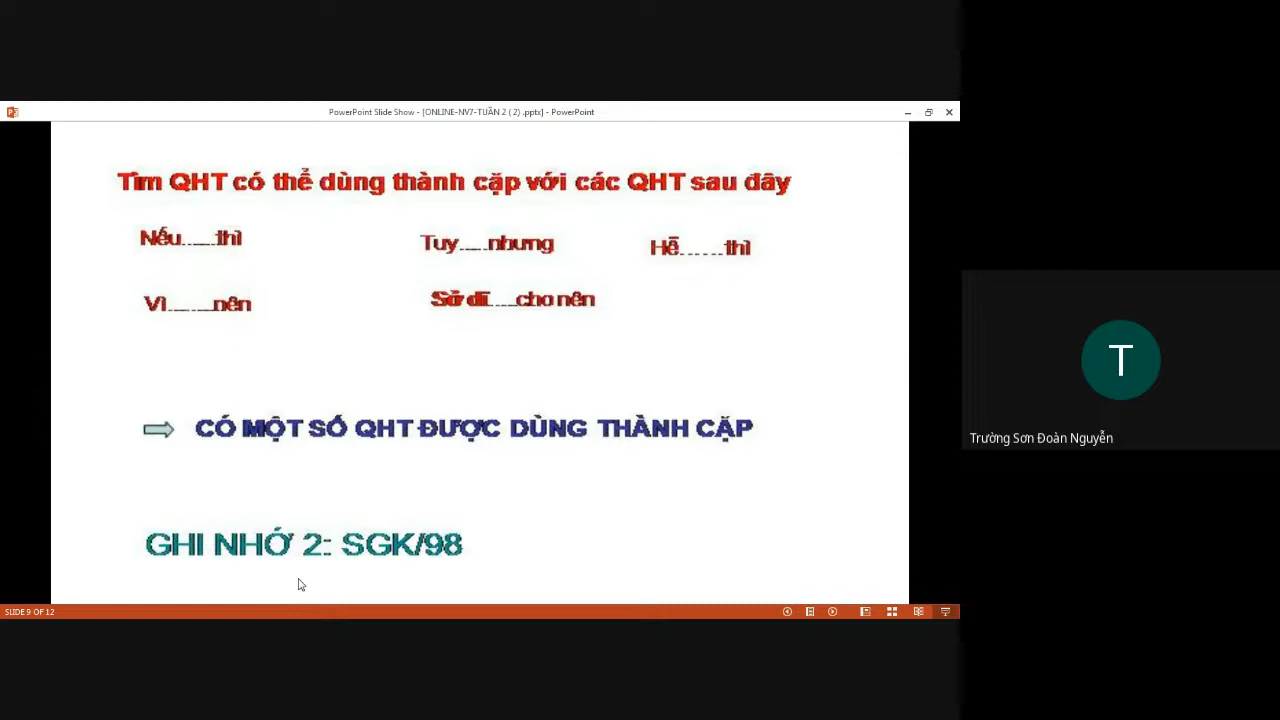 PowerPoint Slide Show - [ONLINE-NV7-TUẦN 2 ( 2) .ppts] - PowerPoint
Tìm QHT có thể dùng thành cặp với các QHT sau đây
Nếu......thì
Tuy.....nhưng
Hễ......thì
Vì........nên
Sở dĩ.....cho nên
CÓ MỘT SỐ QHT ĐƯỢC DÙNG THÀNH CẶP
GHI NHỚ 2: SGK/98
SLIDE 9 OF 12
T
Trường Sơn Đoàn Nguyễn